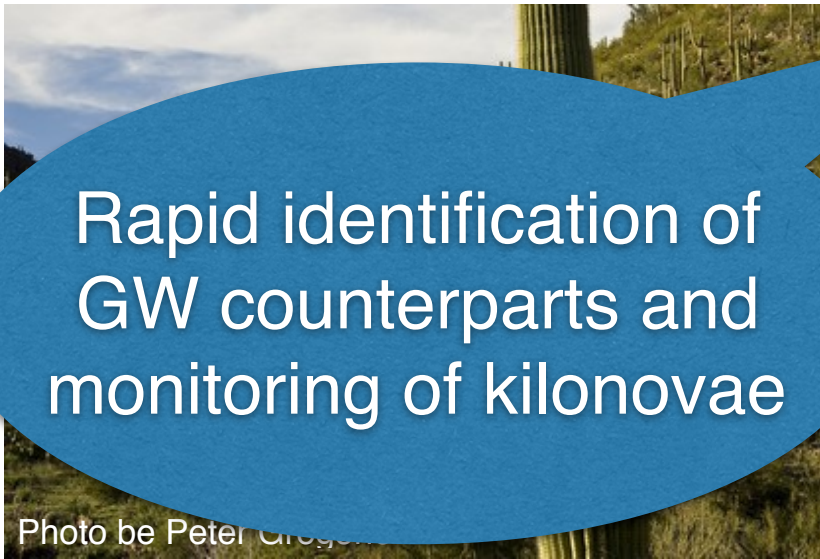 Rapid identification of
GW counterparts and
monitoring of kilonovae
Photo be Peter